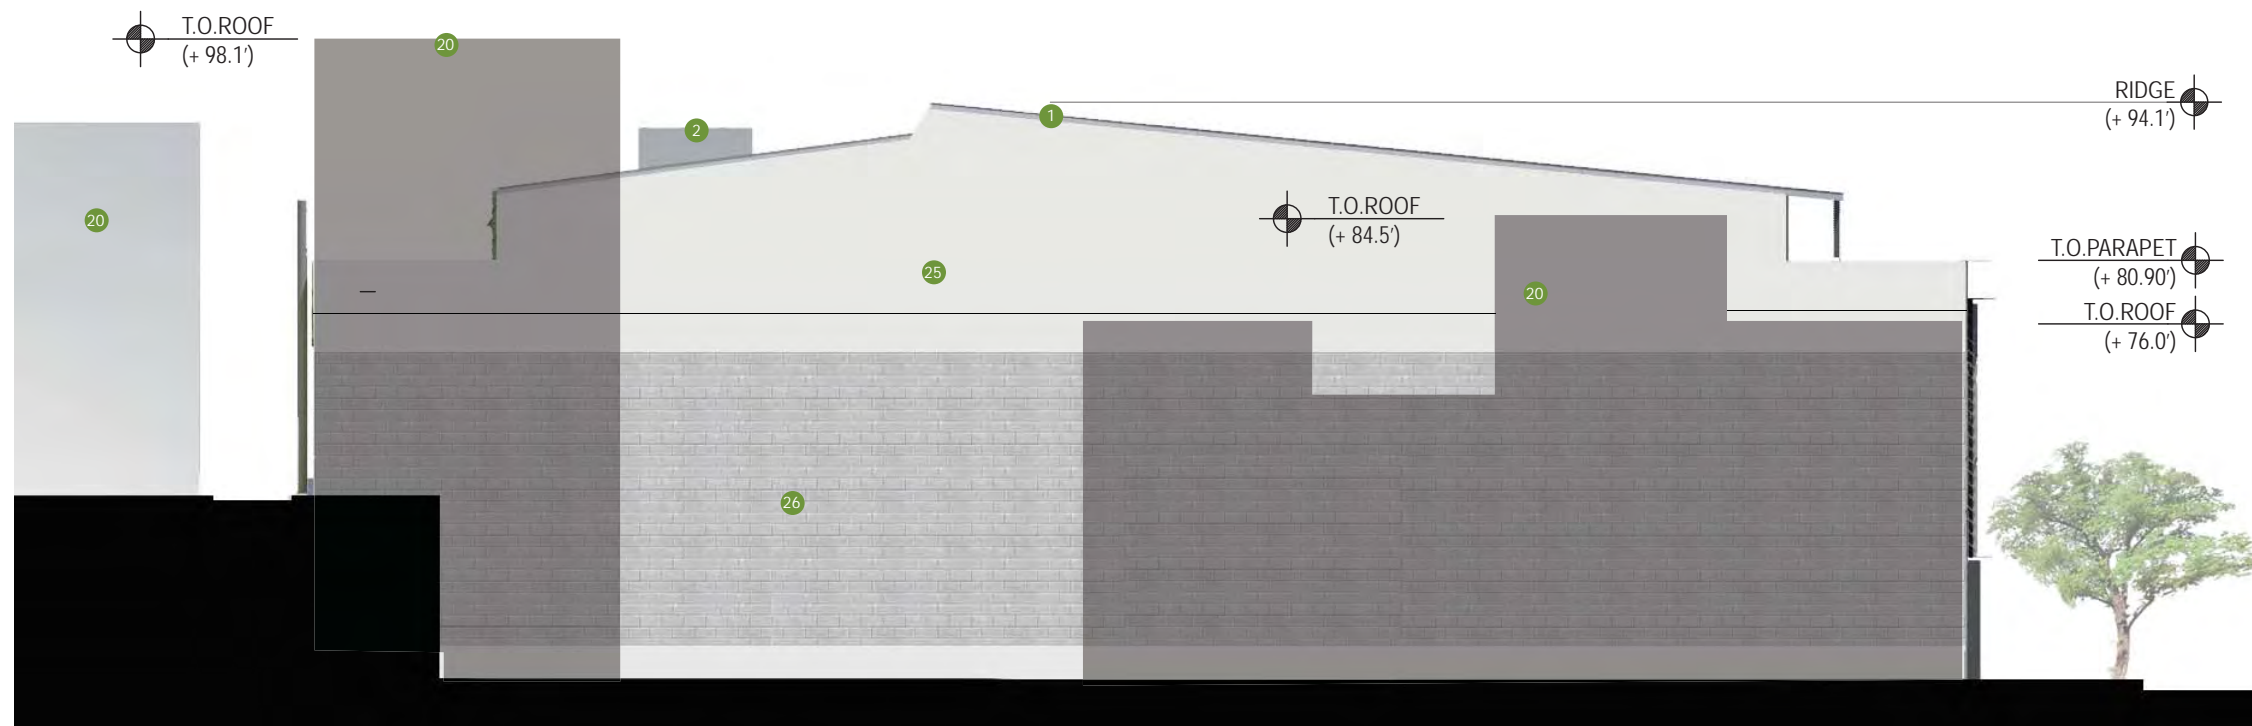 T.O.ROOF
(+ 98.1')
20
RIDGE
(+ 94.1')
1
2
20
T.O.ROOF
(+ 84.5')
T.O.PARAPET
(+ 80.90')
25
20
T.O.ROOF
(+ 76.0')
26